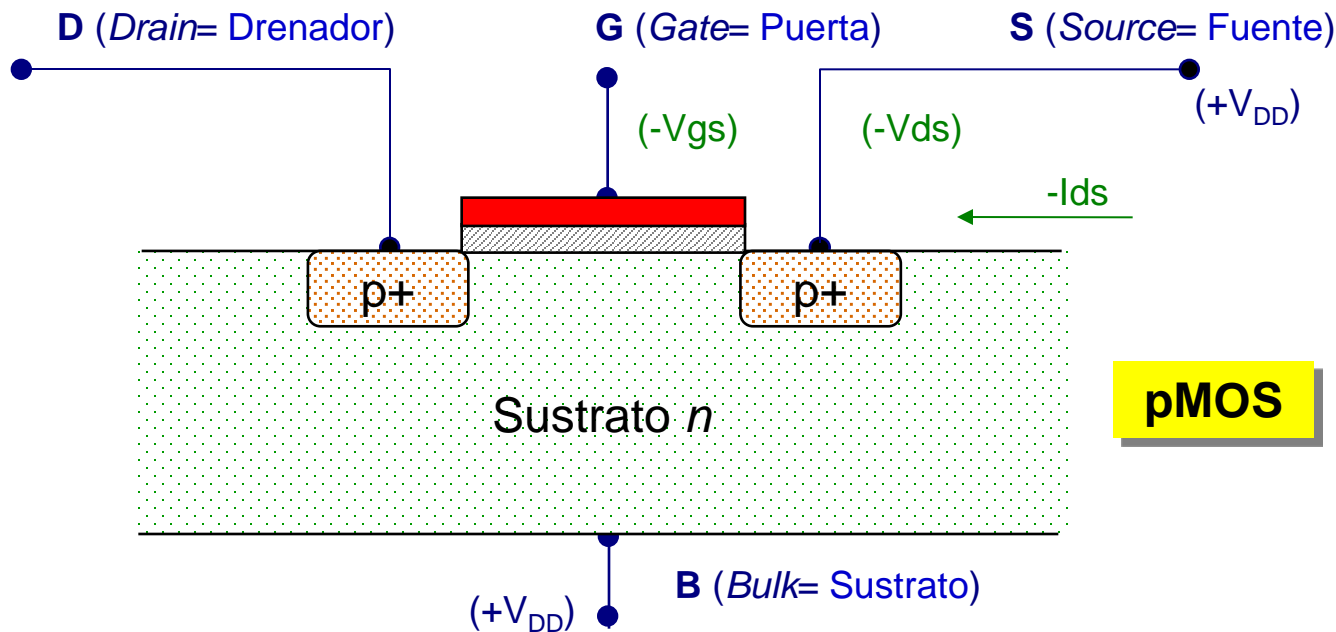 D (Drain= Drenador)
G (Gate= Puerta)
S (Source= Fuente)
(+VDD)
(-Vgs)
(-Vds)
-Ids
p+
p+
Sustrato n
pMOS
(+VDD)
B (Bulk= Sustrato)